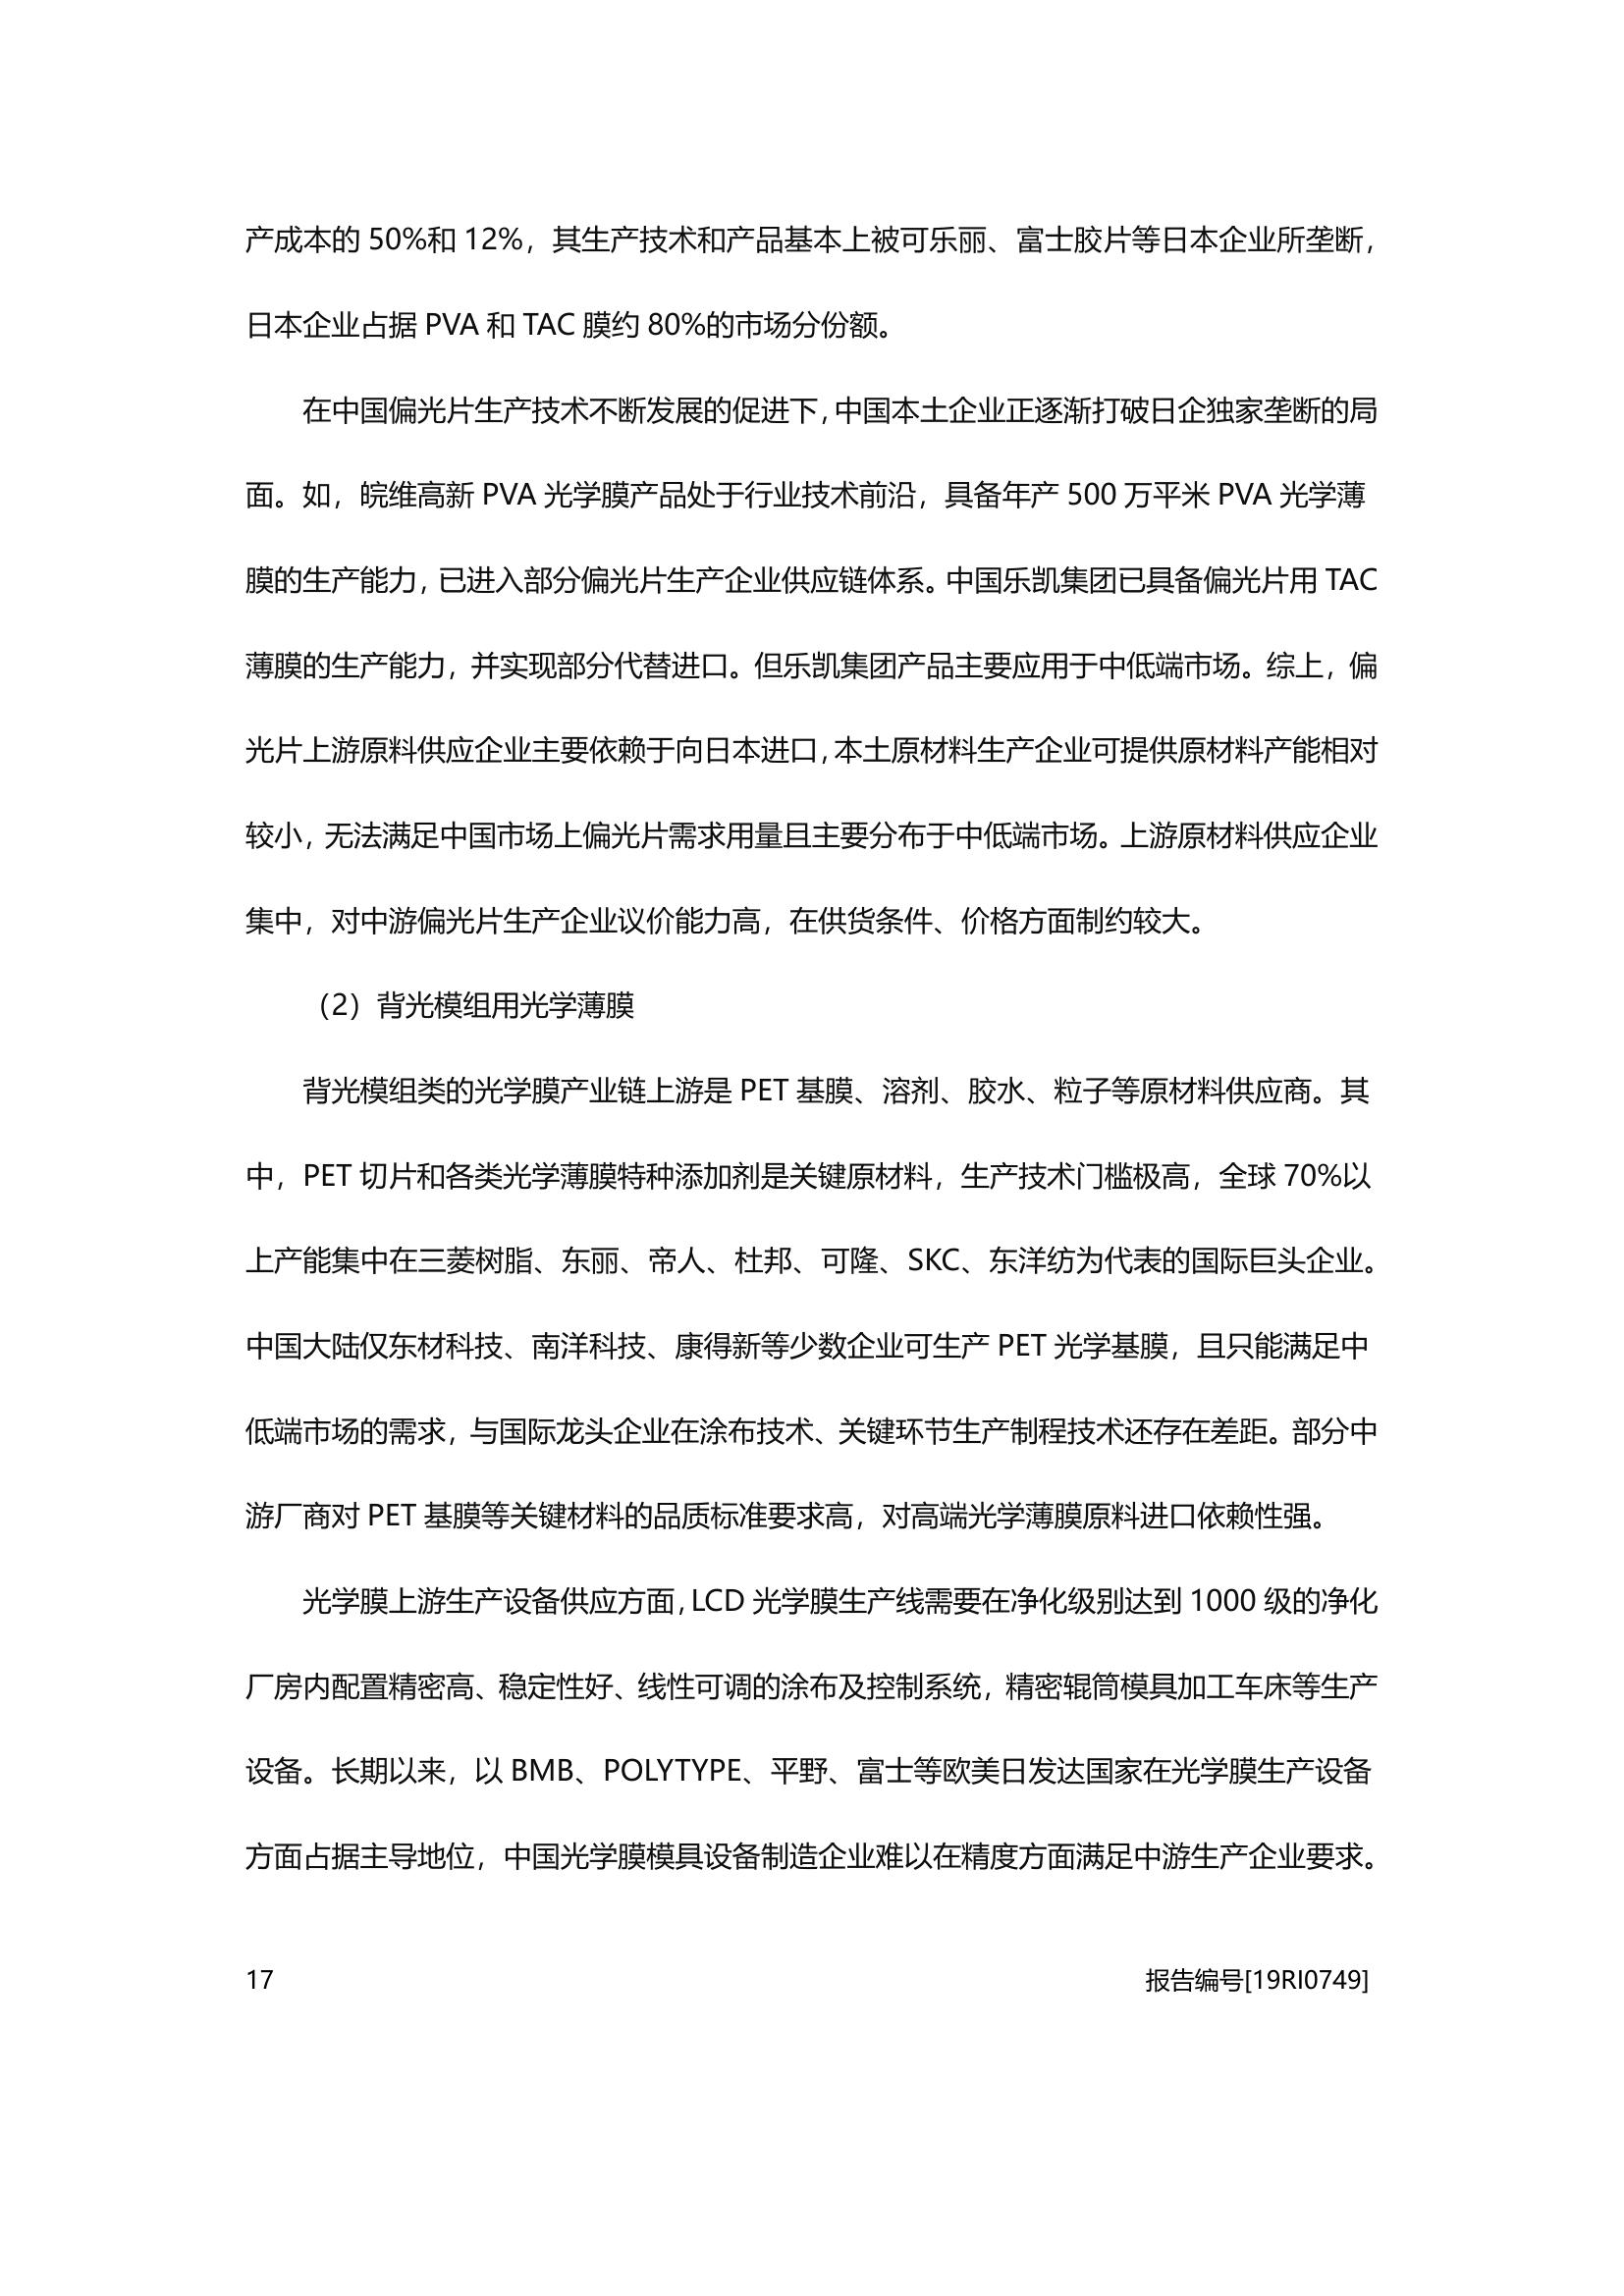 产成本的 50%和 12%，其生产技术和产品基本上被可乐丽、富士胶片等日本企业所垄断，
日本企业占据 PVA 和 TAC 膜约 80%的市场分份额。
在中国偏光片生产技术不断发展的促进下，中国本土企业正逐渐打破日企独家垄断的局
面。如，皖维高新 PVA 光学膜产品处于行业技术前沿，具备年产 500 万平米 PVA 光学薄
膜的生产能力，已进入部分偏光片生产企业供应链体系。中国乐凯集团已具备偏光片用 TAC
薄膜的生产能力，并实现部分代替进口。但乐凯集团产品主要应用于中低端市场。综上，偏
光片上游原料供应企业主要依赖于向日本进口，本土原材料生产企业可提供原材料产能相对
较小，无法满足中国市场上偏光片需求用量且主要分布于中低端市场。上游原材料供应企业
集中，对中游偏光片生产企业议价能力高，在供货条件、价格方面制约较大。
（2）背光模组用光学薄膜
背光模组类的光学膜产业链上游是 PET 基膜、溶剂、胶水、粒子等原材料供应商。其
中，PET 切片和各类光学薄膜特种添加剂是关键原材料，生产技术门槛极高，全球 70%以
上产能集中在三菱树脂、东丽、帝人、杜邦、可隆、SKC、东洋纺为代表的国际巨头企业。
中国大陆仅东材科技、南洋科技、康得新等少数企业可生产 PET 光学基膜，且只能满足中
低端市场的需求，与国际龙头企业在涂布技术、关键环节生产制程技术还存在差距。部分中
游厂商对 PET 基膜等关键材料的品质标准要求高，对高端光学薄膜原料进口依赖性强。
光学膜上游生产设备供应方面，LCD 光学膜生产线需要在净化级别达到 1000 级的净化
厂房内配置精密高、稳定性好、线性可调的涂布及控制系统，精密辊筒模具加工车床等生产
设备。长期以来，以 BMB、POLYTYPE、平野、富士等欧美日发达国家在光学膜生产设备
方面占据主导地位，中国光学膜模具设备制造企业难以在精度方面满足中游生产企业要求。
17
报告编号[19RI0749]